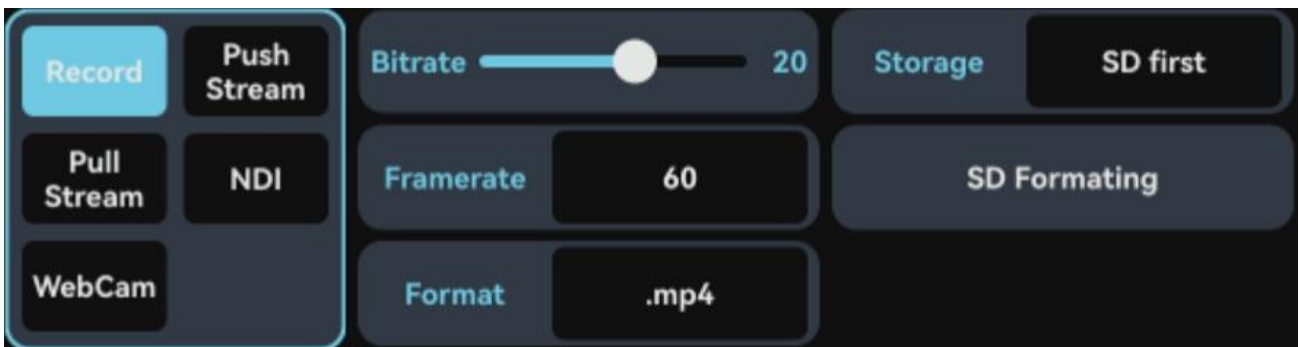 Record
Push
Stream
Pull
Stream
NDI
WebCam
Bitrate 20
Framerate 60
Format .mp4
Storage SD first
SD Formating